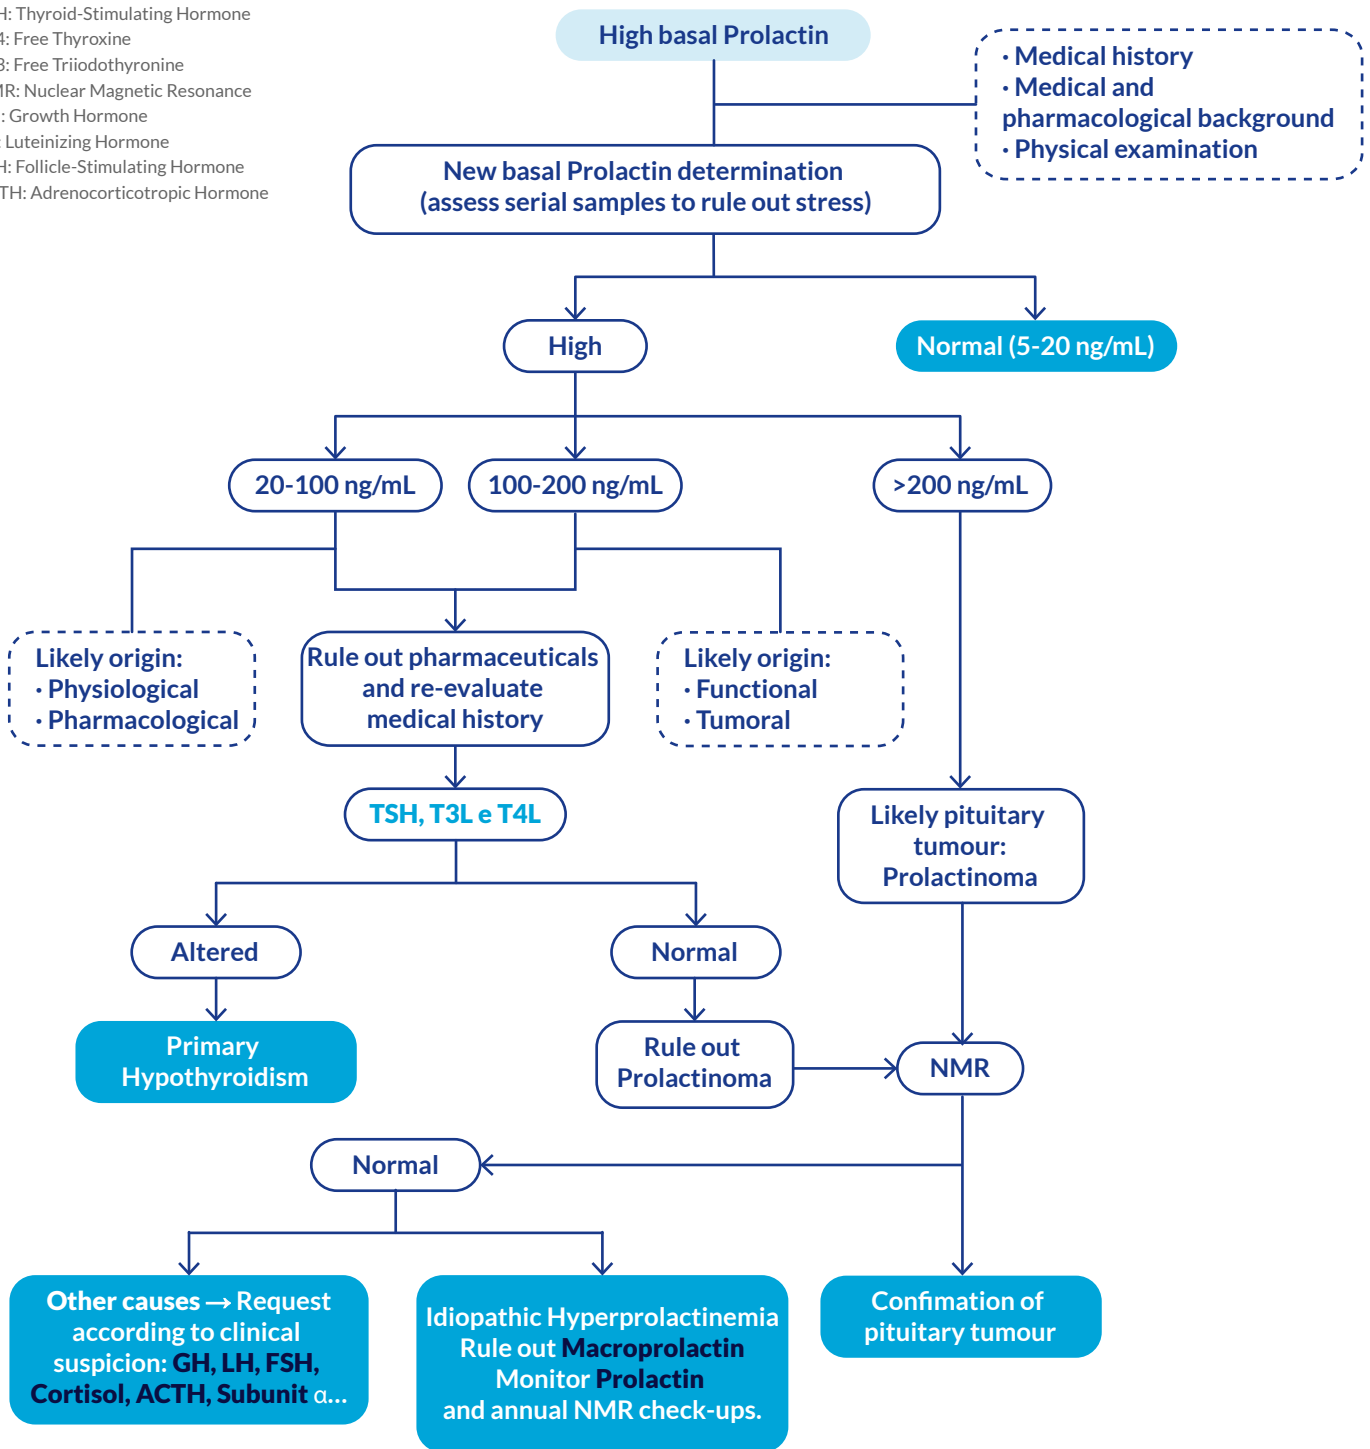 H: Thyroid-Stimulating Hormone
4: Free Thyroxine
3: Free Triiodothyronine
MR: Nuclear Magnetic Resonance
: Growth Hormone
: Luteinizing Hormone
H: Follicle-Stimulating Hormone
TH: Adrenocorticotropic Hormone
High basal Prolactin
· Medical history
· Medical and
pharmacological background
· Physical examination
New basal Prolactin determination
(assess serial samples to rule out stress)
High
Normal (5-20 ng/mL)
20-100 ng/mL
100-200 ng/mL
>200 ng/mL
Likely origin:
· Physiological
· Pharmacological
Rule out pharmaceuticals
and re-evaluate
medical history
Likely origin:
· Functional
· Tumoral
TSH, T3L e T4L
Likely pituitary
tumour:
Prolactinoma
Altered
Normal
Primary
Hypothyroidism
Rule out
Prolactinoma
NMR
Normal
Other causes → Request
according to clinical
suspicion: GH, LH, FSH,
Cortisol, ACTH, Subunit α...
Idiopathic Hyperprolactinemia
Rule out Macroprolactin
Monitor Prolactin
and annual NMR check-ups.
Confimation of
pituitary tumour